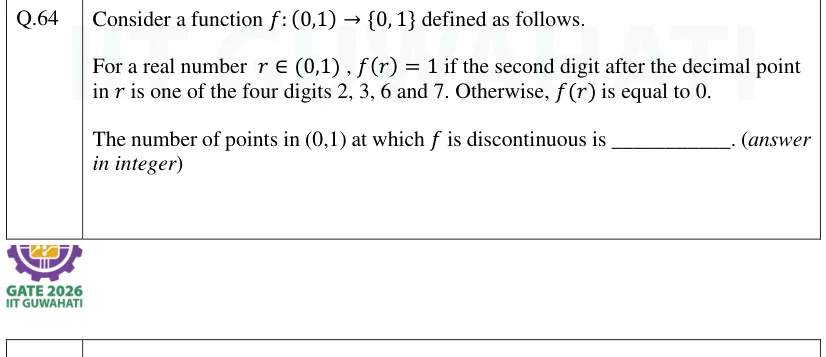 Q.64 Consider a function f: (0,1) → {0, 1} defined as follows.
For a real number r ∈ (0,1) , f(r) = 1 if the second digit after the decimal point
in r is one of the four digits 2, 3, 6 and 7. Otherwise, f(r) is equal to 0.
The number of points in (0,1) at which f is discontinuous is ___________. (answer
in integer)
GATE 2026
IIT GUWAHATI